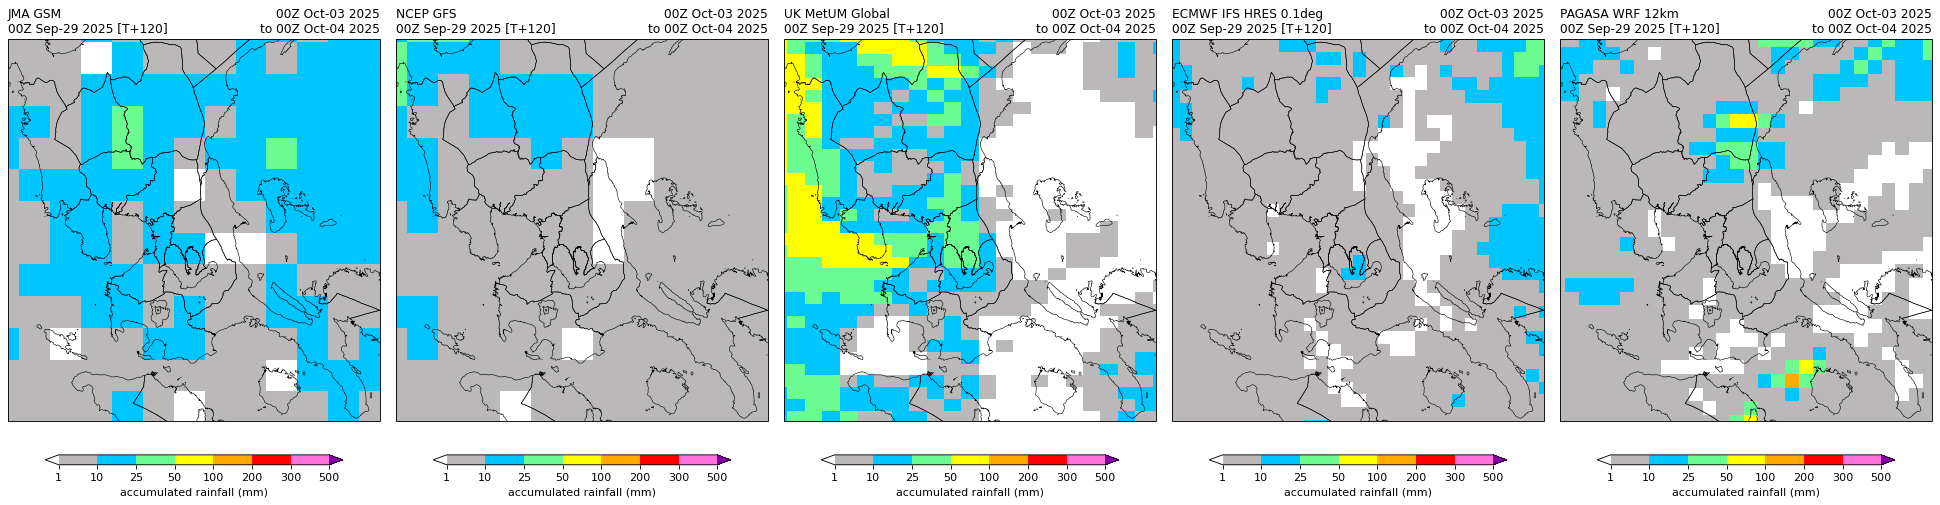 JMA GSM 00Z Oct-03 2025
00Z Sep-29 2025 [T+120] to 00Z Oct-04 2025
1 10 25 50 100 200 300 500
accumulated rainfall (mm)
NCEP GFS 00Z Oct-03 2025
00Z Sep-29 2025 [T+120] to 00Z Oct-04 2025
1 10 25 50 100 200 300 500
accumulated rainfall (mm)
UK MetUM Global 00Z Oct-03 2025
00Z Sep-29 2025 [T+120] to 00Z Oct-04 2025
1 10 25 50 100 200 300 500
accumulated rainfall (mm)
ECMWF IFS HRES 0.1deg 00Z Oct-03 2025
00Z Sep-29 2025 [T+120] to 00Z Oct-04 2025
1 10 25 50 100 200 300 500
accumulated rainfall (mm)
PAGASA WRF 12km 00Z Oct-03 2025
00Z Sep-29 2025 [T+120] to 00Z Oct-04 2025
1 10 25 50 100 200 300 500
accumulated rainfall (mm)